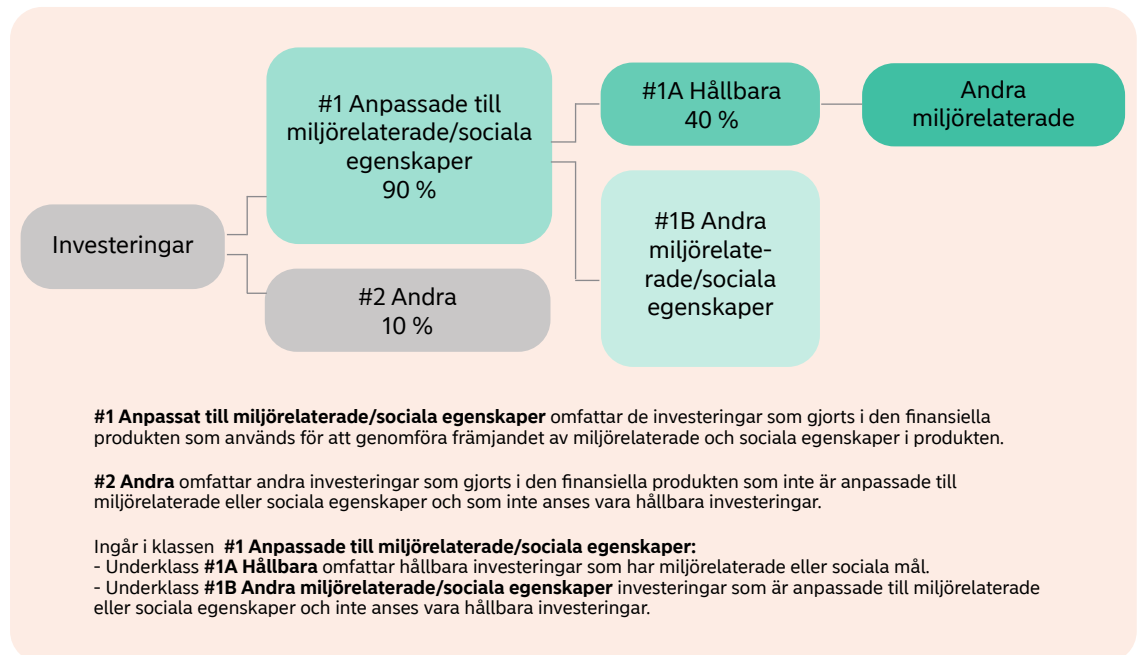 #1 Anpassade till
miljörelaterade/sociala
egenskaper
90 %
#1A Hållbara
40 %
Andra
miljörelaterade
Investeringar
#1B Andra
miljörelate-
rade/sociala
egenskaper
#2 Andra
10 %
#1 Anpassat till miljörelaterade/sociala egenskaper omfattar de investeringar som gjorts i den finansiella
produkten som används för att genomföra främjandet av miljörelaterade och sociala egenskaper i produkten.
#2 Andra omfattar andra investeringar som gjorts i den finansiella produkten som inte är anpassade till
miljörelaterade eller sociala egenskaper och som inte anses vara hållbara investeringar.
Ingår i klassen #1 Anpassade till miljörelaterade/sociala egenskaper:
- Underklass #1A Hållbara omfattar hållbara investeringar som har miljörelaterade eller sociala mål.
- Underklass #1B Andra miljörelaterade/sociala egenskaper investeringar som är anpassade till miljörelaterade
eller sociala egenskaper och inte anses vara hållbara investeringar.